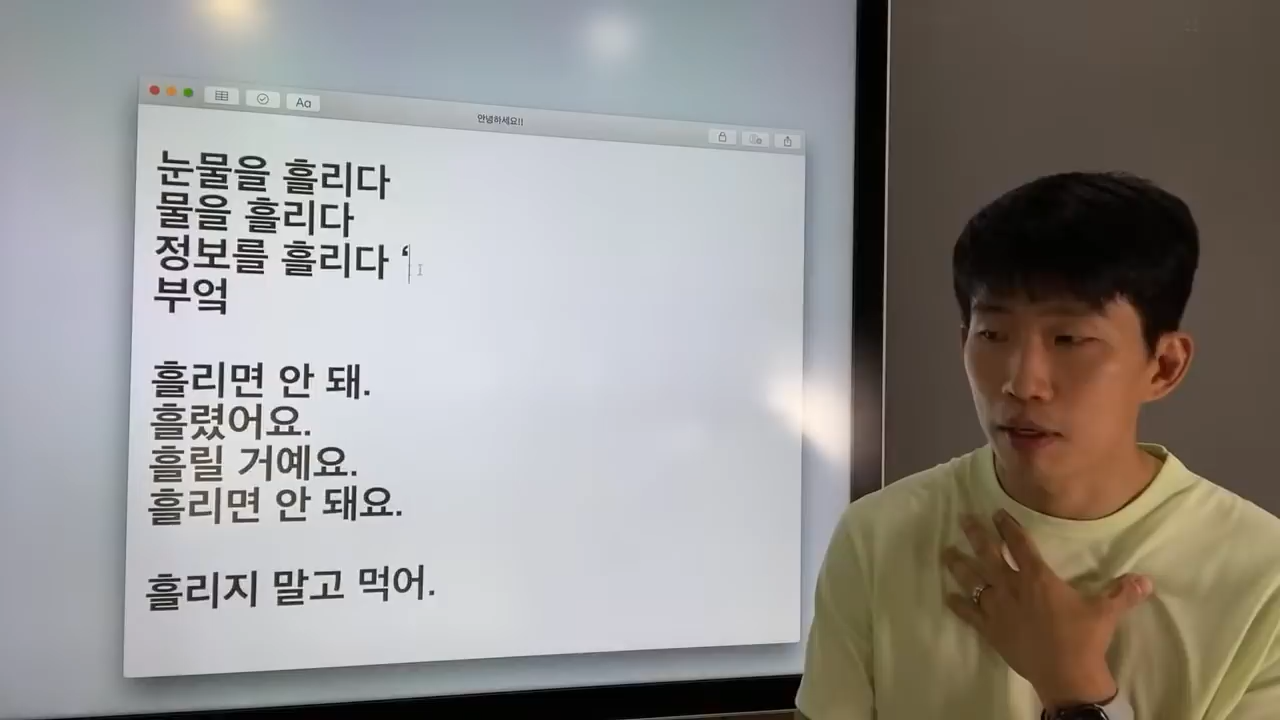 Aa
안녕하세요!!
눈물을 흘리다
물을 흘리다
정보를 흘리다 ‘
부엌
흘리면 안 돼.
흘렸어요.
흘릴 거예요.
흘리면 안 돼요.
흘리지 말고 먹어.